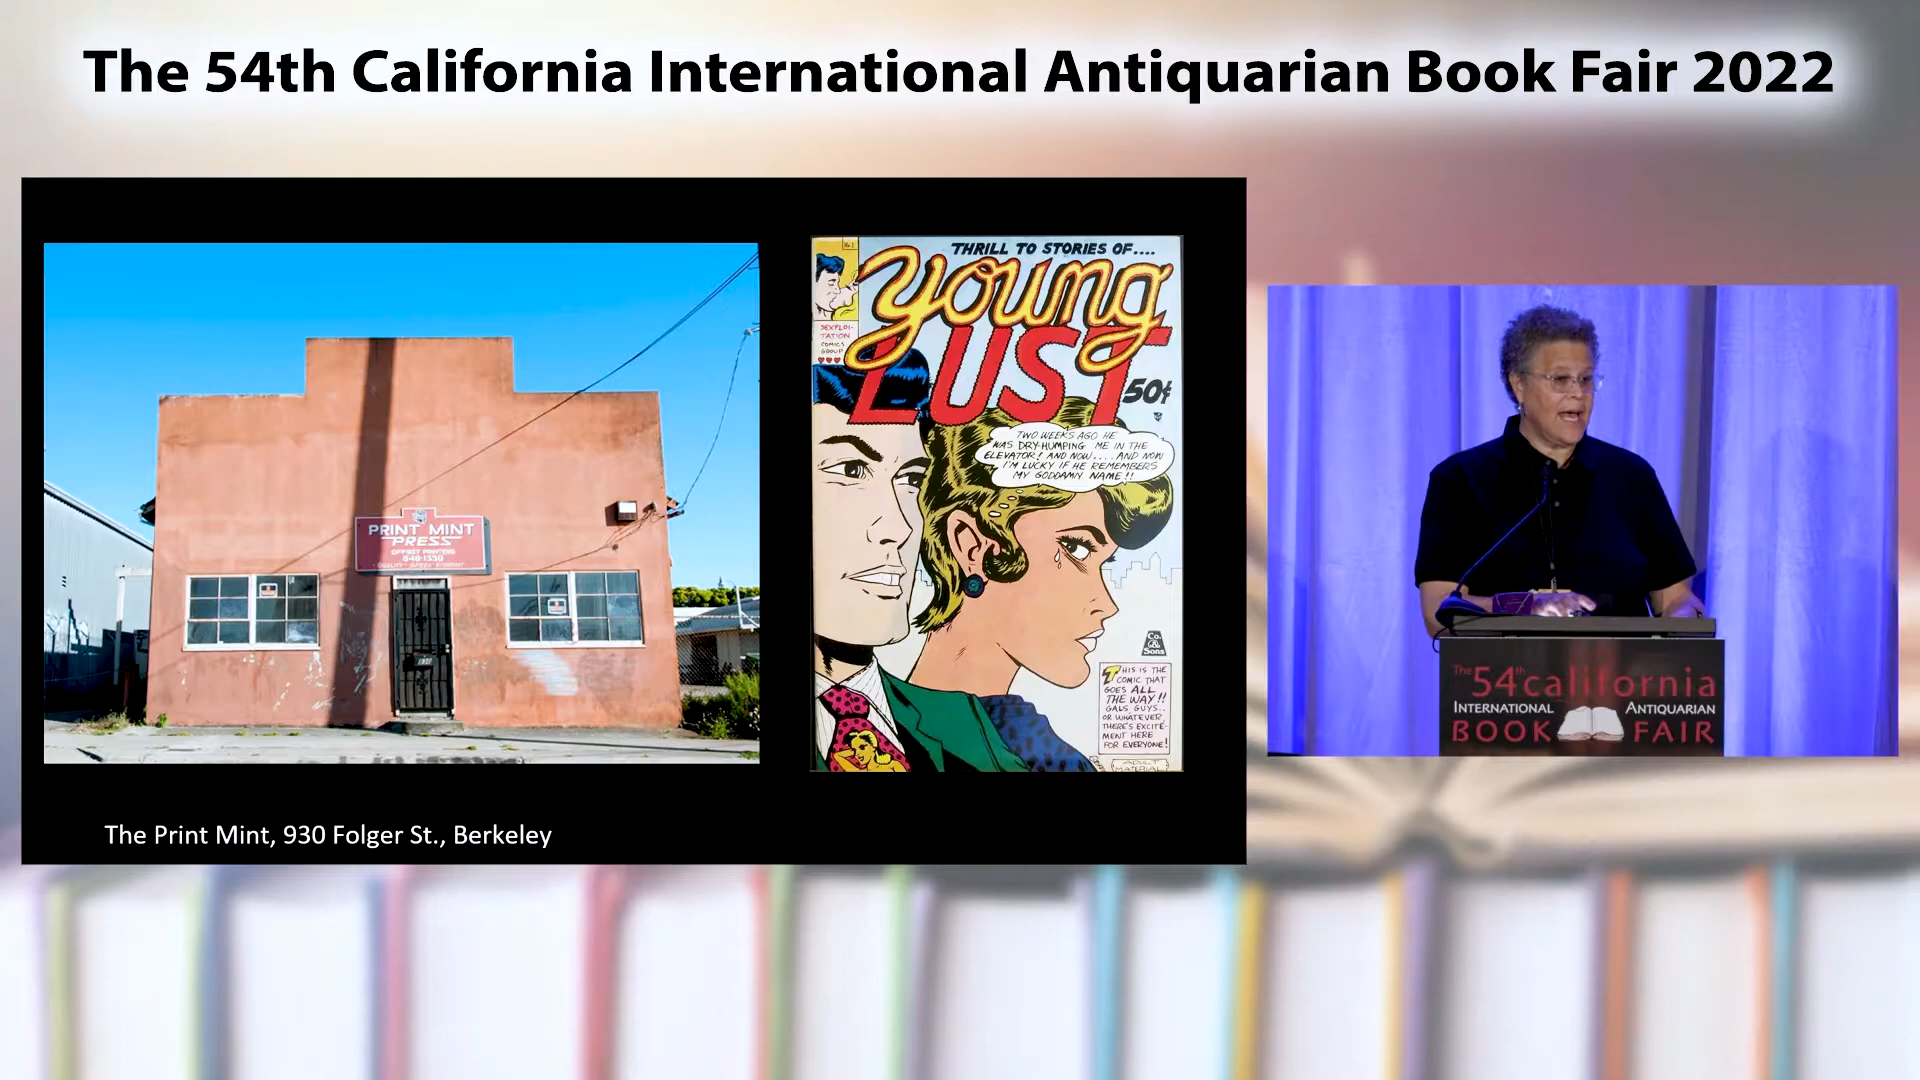 The 54th California International Antiquarian Book Fair 2022
PRINT MINT
PRESS
OFFSET PRINTERS
THRILL TO STORIES OF....
Young
LUST
50¢
No 1
SEXPLOI-
TATION
COMICS
GROUP
TWO WEEKS AGO HE
WAS DRY-HUMPING ME IN THE
ELEVATOR! AND NOW....AND NOW
I'M LUCKY IF HE REMEMBERS
MY GODDAMN NAME!!
Co.
&
Sons
THIS IS THE
COMIC THAT
GOES ALL
THE WAY!!
GALS, GUYS..
OR WHATEVER,
THERE'S EXCITE-
MENT HERE
FOR EVERYONE!
ADULT
MATERIAL
The Print Mint, 930 Folger St., Berkeley
The 54th california
INTERNATIONAL ANTIQUARIAN
BOOK FAIR